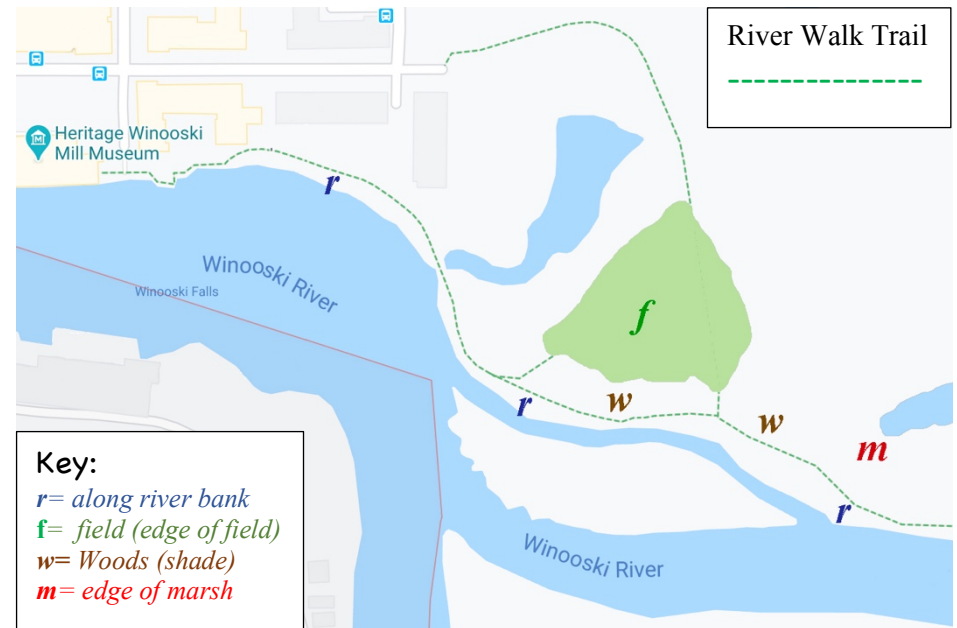 River Walk Trail
Heritage Winooski
Mill Museum
r
Winooski River
Winooski Falls
f
r
w
w
m
r
Winooski River
Key:
r= along river bank
f= field (edge of field)
w= Woods (shade)
m= edge of marsh